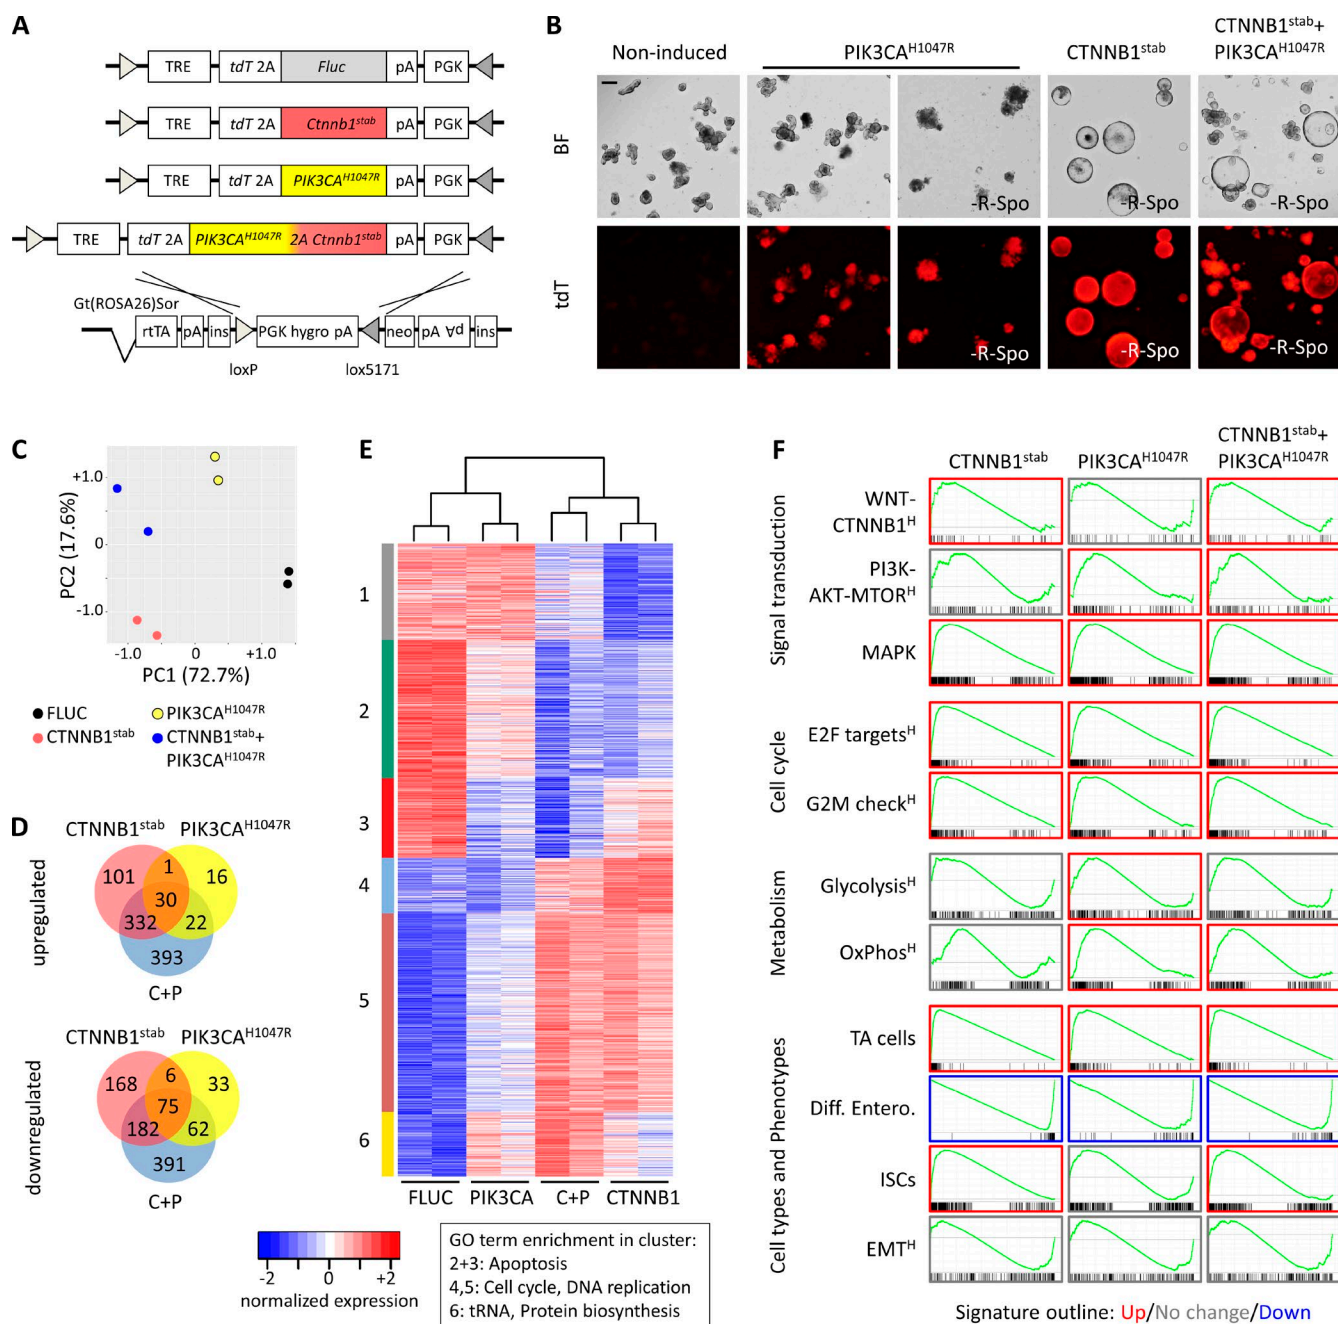 A
TRE tdT 2A Fluc pA PGK
TRE tdT 2A Ctnnb1stab pA PGK
TRE tdT 2A PIK3CAH1047R pA PGK
TRE tdT 2A PIK3CAH1047R 2A Ctnnb1stab pA PGK
Gt(ROSA26)Sor
rtTA pA ins PGK hygro pA neo pA pA ins
loxP lox5171
B
Non-induced PIK3CAH1047R CTNNB1stab CTNNB1stab+
PIK3CAH1047R
BF
-R-Spo -R-Spo -R-Spo
tdT
-R-Spo -R-Spo -R-Spo
C
PC2 (17.6%)
+1.0
0
-1.0
-1.0 0 +1.0
PC1 (72.7%)
FLUC PIK3CAH1047R
CTNNB1stab CTNNB1stab+
PIK3CAH1047R
D
CTNNB1stab PIK3CAH1047R
upregulated
101 1 16
30
332 22
393
C+P
CTNNB1stab PIK3CAH1047R
downregulated
168 6 33
75
182 62
391
C+P
E
1
2
3
4
5
6
FLUC PIK3CA C+P CTNNB1
-2 0 +2
normalized expression
GO term enrichment in cluster:
2+3: Apoptosis
4,5: Cell cycle, DNA replication
6: tRNA, Protein biosynthesis
F
CTNNB1stab PIK3CAH1047R CTNNB1stab+
PIK3CAH1047R
Signal transduction
WNT-
CTNNB1H
PI3K-
AKT-MTORH
MAPK
Cell cycle
E2F targetsH
G2M checkH
Metabolism
GlycolysisH
OxPhosH
Cell types and Phenotypes
TA cells
Diff. Entero.
ISCs
EMTH
Signature outline: Up/No change/Down